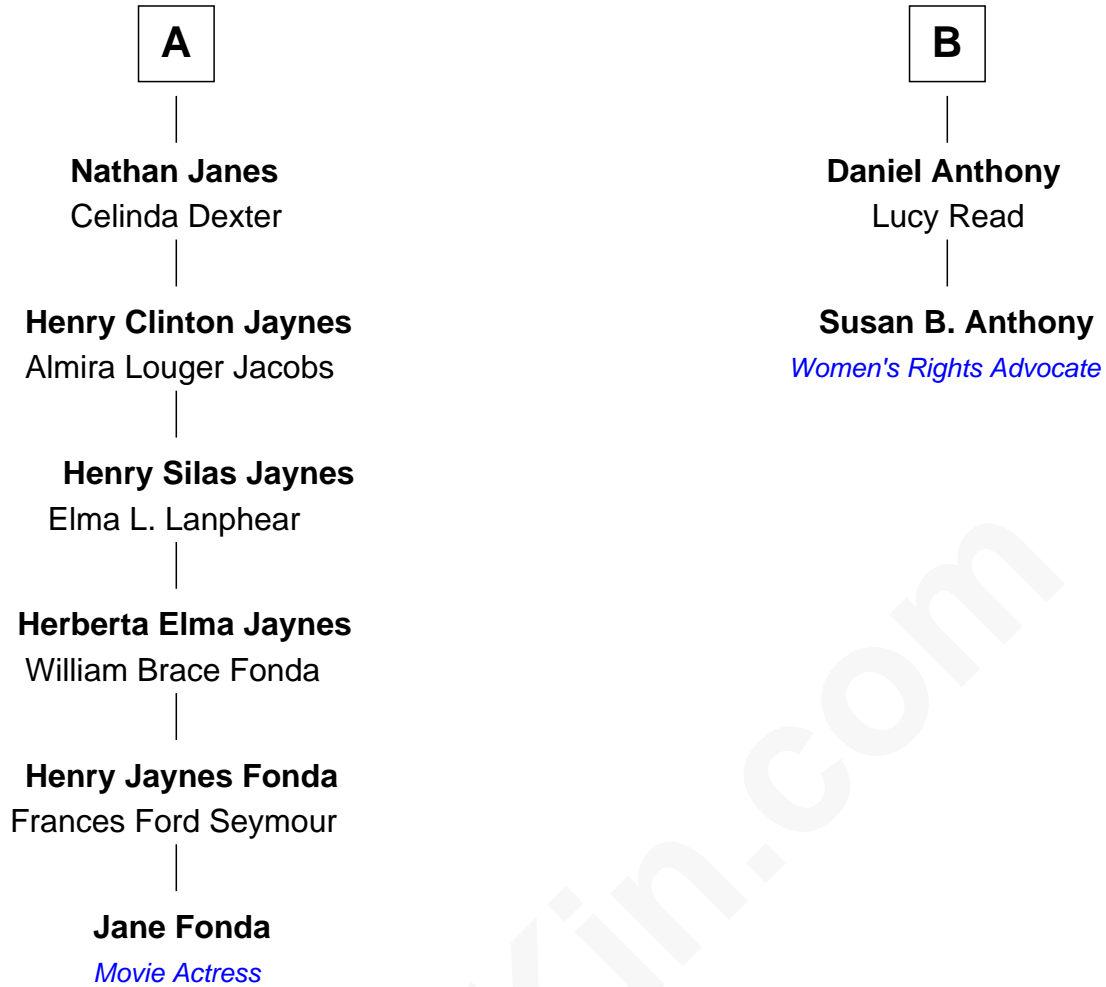 A
Nathan Janes
Celinda Dexter
Henry Clinton Jaynes
Almira Louger Jacobs
Henry Silas Jaynes
Elma L. Lanphear
Herberta Elma Jaynes
William Brace Fonda
Henry Jaynes Fonda
Frances Ford Seymour
Jane Fonda
Movie Actress
B
Daniel Anthony
Lucy Read
Susan B. Anthony
Women's Rights Advocate